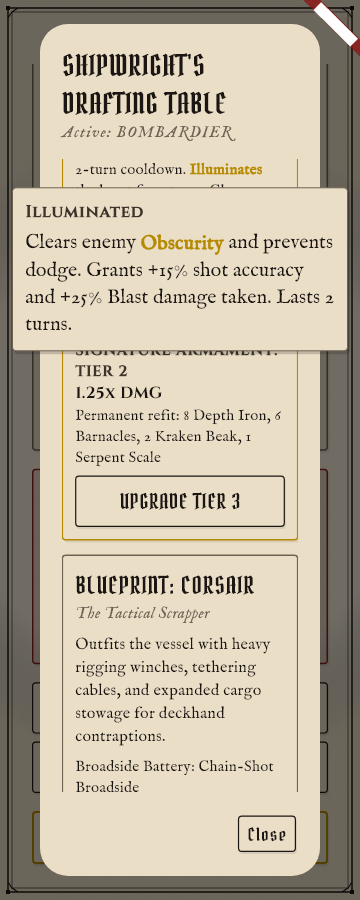 SHIPWRIGHT'S
DRAFTING TABLE
Active: BOMBARDIER
2-turn cooldown. Illuminates
ILLUMINATED
Clears enemy Obscurity and prevents
dodge. Grants +15% shot accuracy
and +25% Blast damage taken. Lasts 2
turns.
SIGNATURE ARMAMENT:
TIER 2
1.25X DMG
Permanent refit: 8 Depth Iron, 6
Barnacles, 2 Kraken Beak, 1
Serpent Scale
UPGRADE TIER 3
BLUEPRINT: CORSAIR
The Tactical Scrapper
Outfits the vessel with heavy
rigging winches, tethering
cables, and expanded cargo
stowage for deckhand
contraptions.
Broadside Battery: Chain-Shot
Broadside
Close